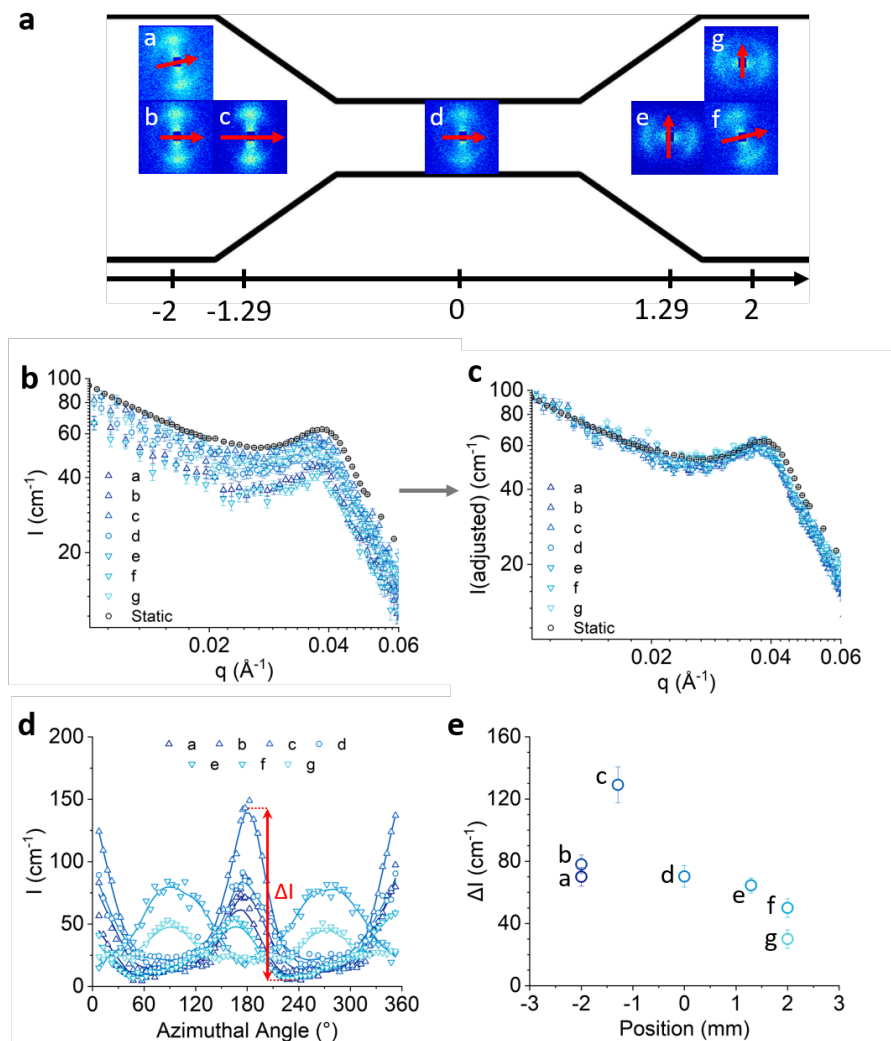 a
a
b
c
d
e
f
g
-2
-1.29
0
1.29
2
b
100
80
60
40
20
I (cm⁻¹)
a
b
c
d
e
f
g
Static
0.02
0.04
0.06
q (Å⁻¹)
c
100
80
60
40
20
I(adjusted) (cm⁻¹)
a
b
c
d
e
f
g
Static
0.02
0.04
0.06
q (Å⁻¹)
d
200
150
100
50
0
I (cm⁻¹)
a b c d
e f g
ΔI
0 60 120 180 240 300 360
Azimuthal Angle (°)
e
160
120
80
40
0
ΔI (cm⁻¹)
c
b
a
d
e
f
g
-3 -2 -1 0 1 2 3
Position (mm)